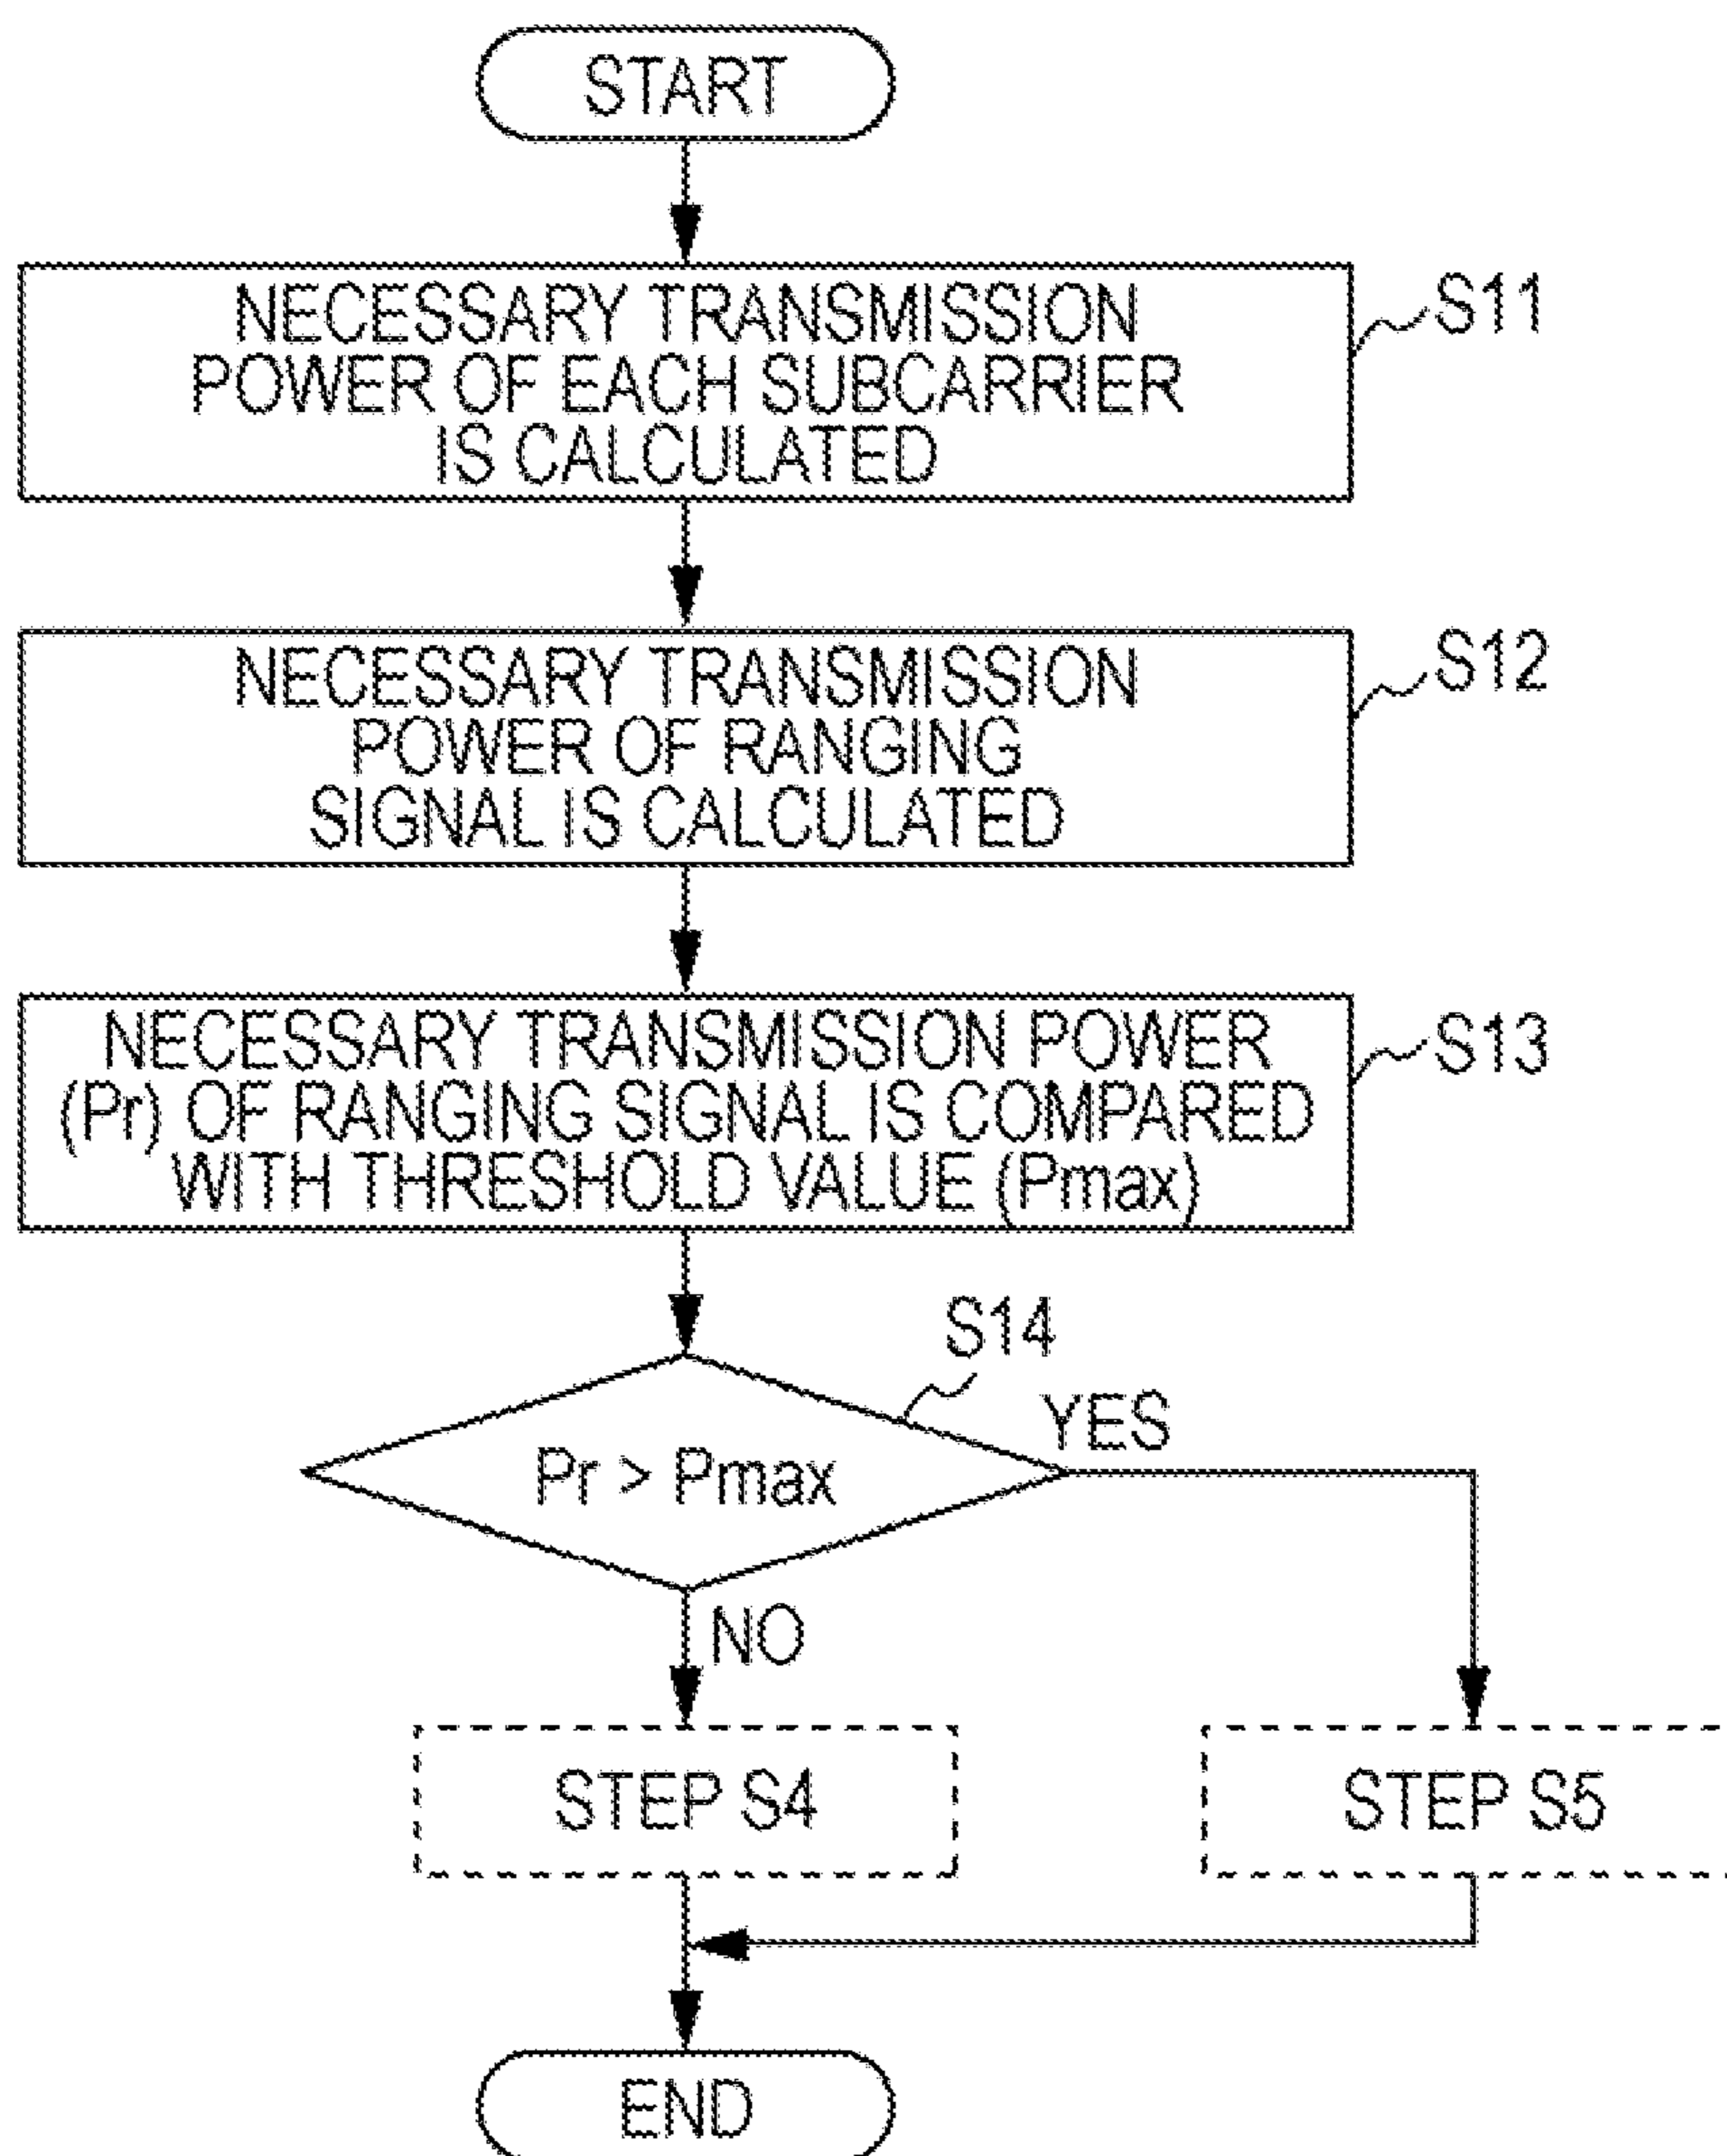 START
NECESSARY TRANSMISSION
POWER OF EACH SUBCARRIER
IS CALCULATED
S11
NECESSARY TRANSMISSION
POWER OF RANGING
SIGNAL IS CALCULATED
S12
NECESSARY TRANSMISSION POWER
(Pr) OF RANGING SIGNAL IS COMPARED
WITH THRESHOLD VALUE (Pmax)
S13
S14
Pr > Pmax
YES
NO
STEP S4
STEP S5
END